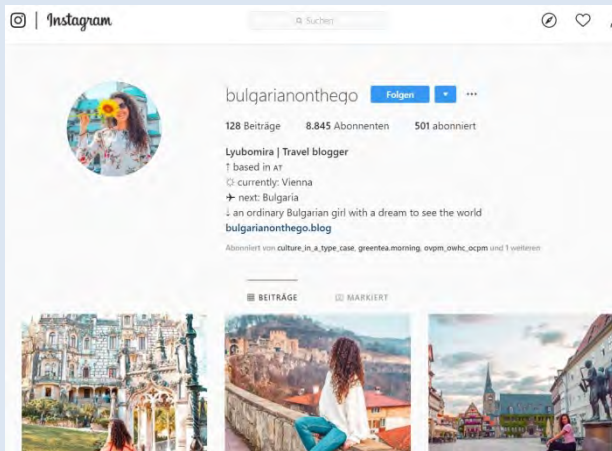 Instagram
Suchen
bulgarianonthego Folgen
128 Beiträge 8.845 Abonnenten 501 abonniert
Lyubomira | Travel blogger
↑ based in AT
currently: Vienna
✈ next: Bulgaria
↓ an ordinary Bulgarian girl with a dream to see the world
bulgarianonthego.blog
Abonniert von culture_in_a_type_case, greentea.morning, ovpm_owhc_ocpm und 1 weiteren
BEITRÄGE MARKIERT